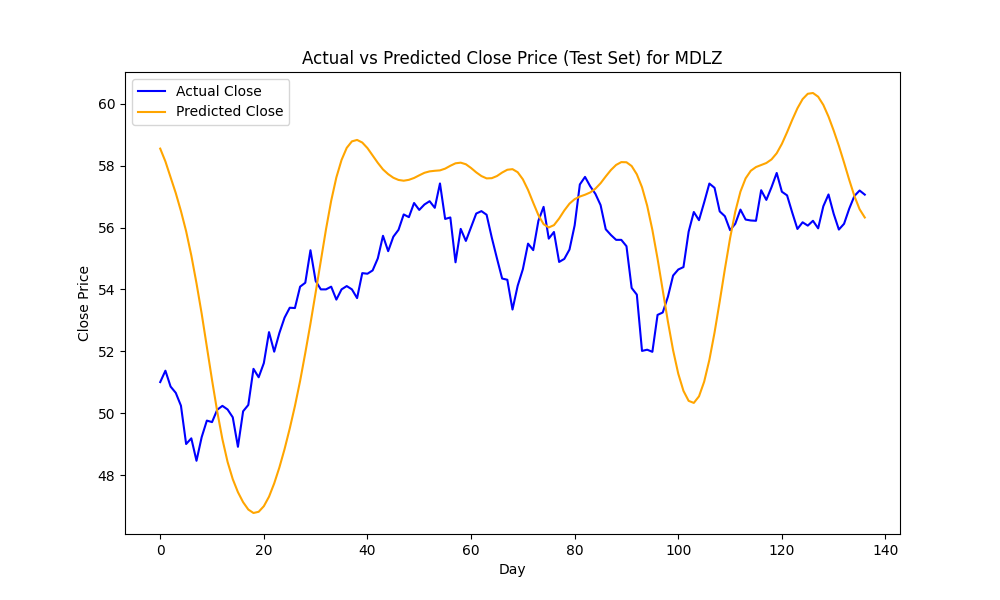 Actual vs Predicted Close Price (Test Set) for MDLZ
Actual Close
Predicted Close
60
58
56
54
52
50
48
Close Price
0 20 40 60 80 100 120 140
Day